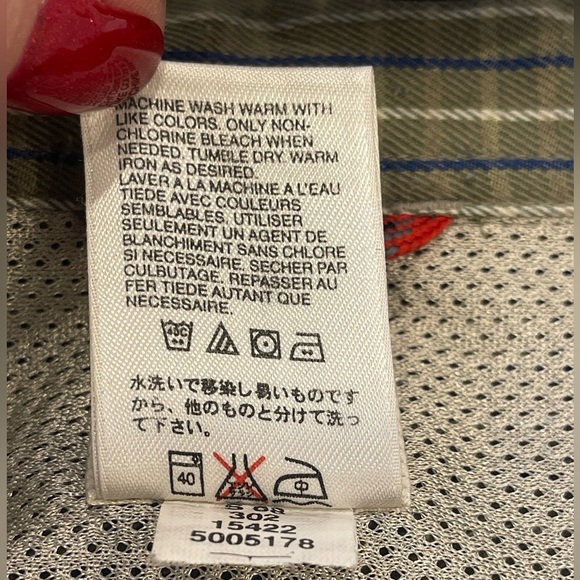 MACHINE WASH WARM WITH
LIKE COLORS. ONLY NON-
CHLORINE BLEACH WHEN
NEEDED. TUMBLE DRY WARM
IRON AS DESIRED.
LAVER A LA MACHINE A L'EAU
TIEDE AVEC COULEURS
SEMBLABLES. UTILISER
SEULEMENT UN AGENT DE
BLANCHIMENT SANS CHLORE
SI NECESSAIRE. SECHER PAR
CULBUTAGE. REPASSER AU
FER TIEDE AUTANT QUE
NECESSAIRE.
40C
水洗いで移染し易いものです
から、他のものと分けて洗っ
て下さい。
40 中
302
15422
5005178